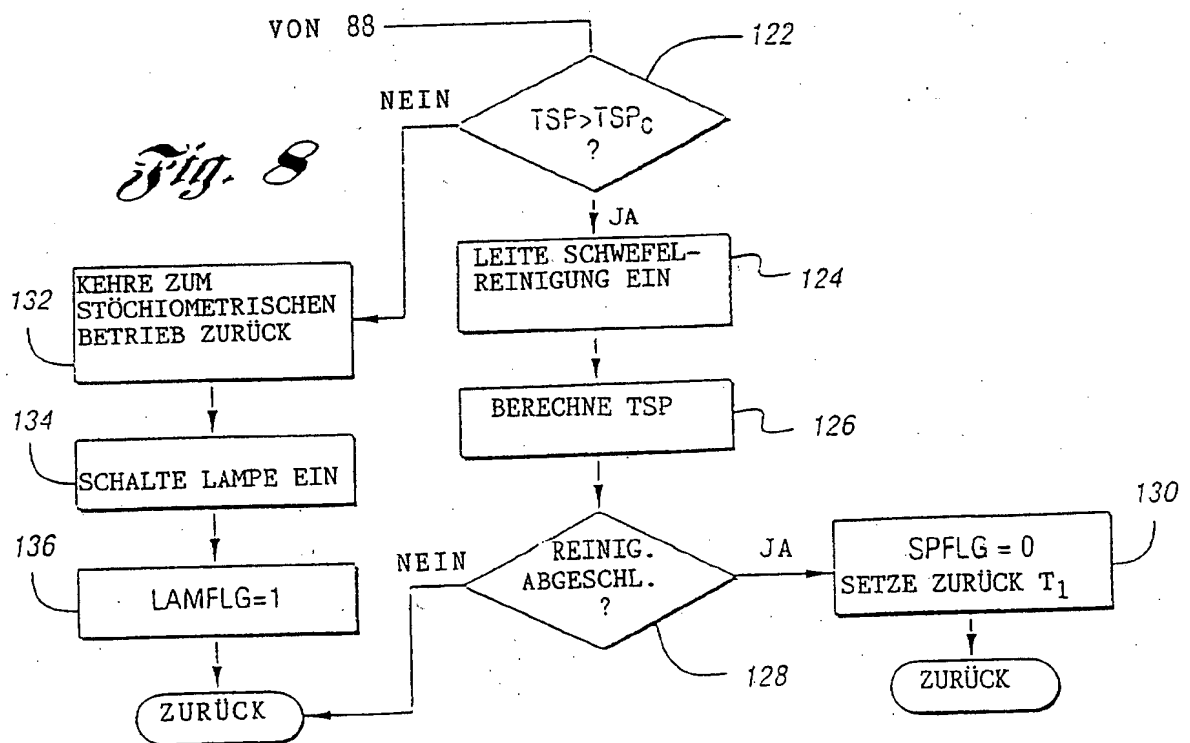 VON 88
122
NEIN
TSP>TSPC
?
Fig. 8
JA
LEITE SCHWEFEL-
REINIGUNG EIN
124
132
KEHRE ZUM
STÖCHIOMETRISCHEN
BETRIEB ZURÜCK
BERECHNE TSP
126
134
SCHALTE LAMPE EIN
136
LAMFLG=1
NEIN
REINIG.
ABGESCHL.
?
128
JA
130
SPFLG = 0
SETZE ZURÜCK T1
ZURÜCK
ZURÜCK